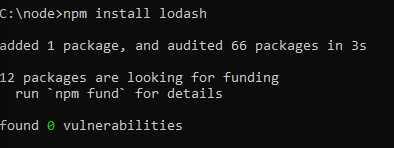 C:\node>npm install lodash
added 1 package, and audited 66 packages in 3s
12 packages are looking for funding
run `npm fund` for details
found 0 vulnerabilities